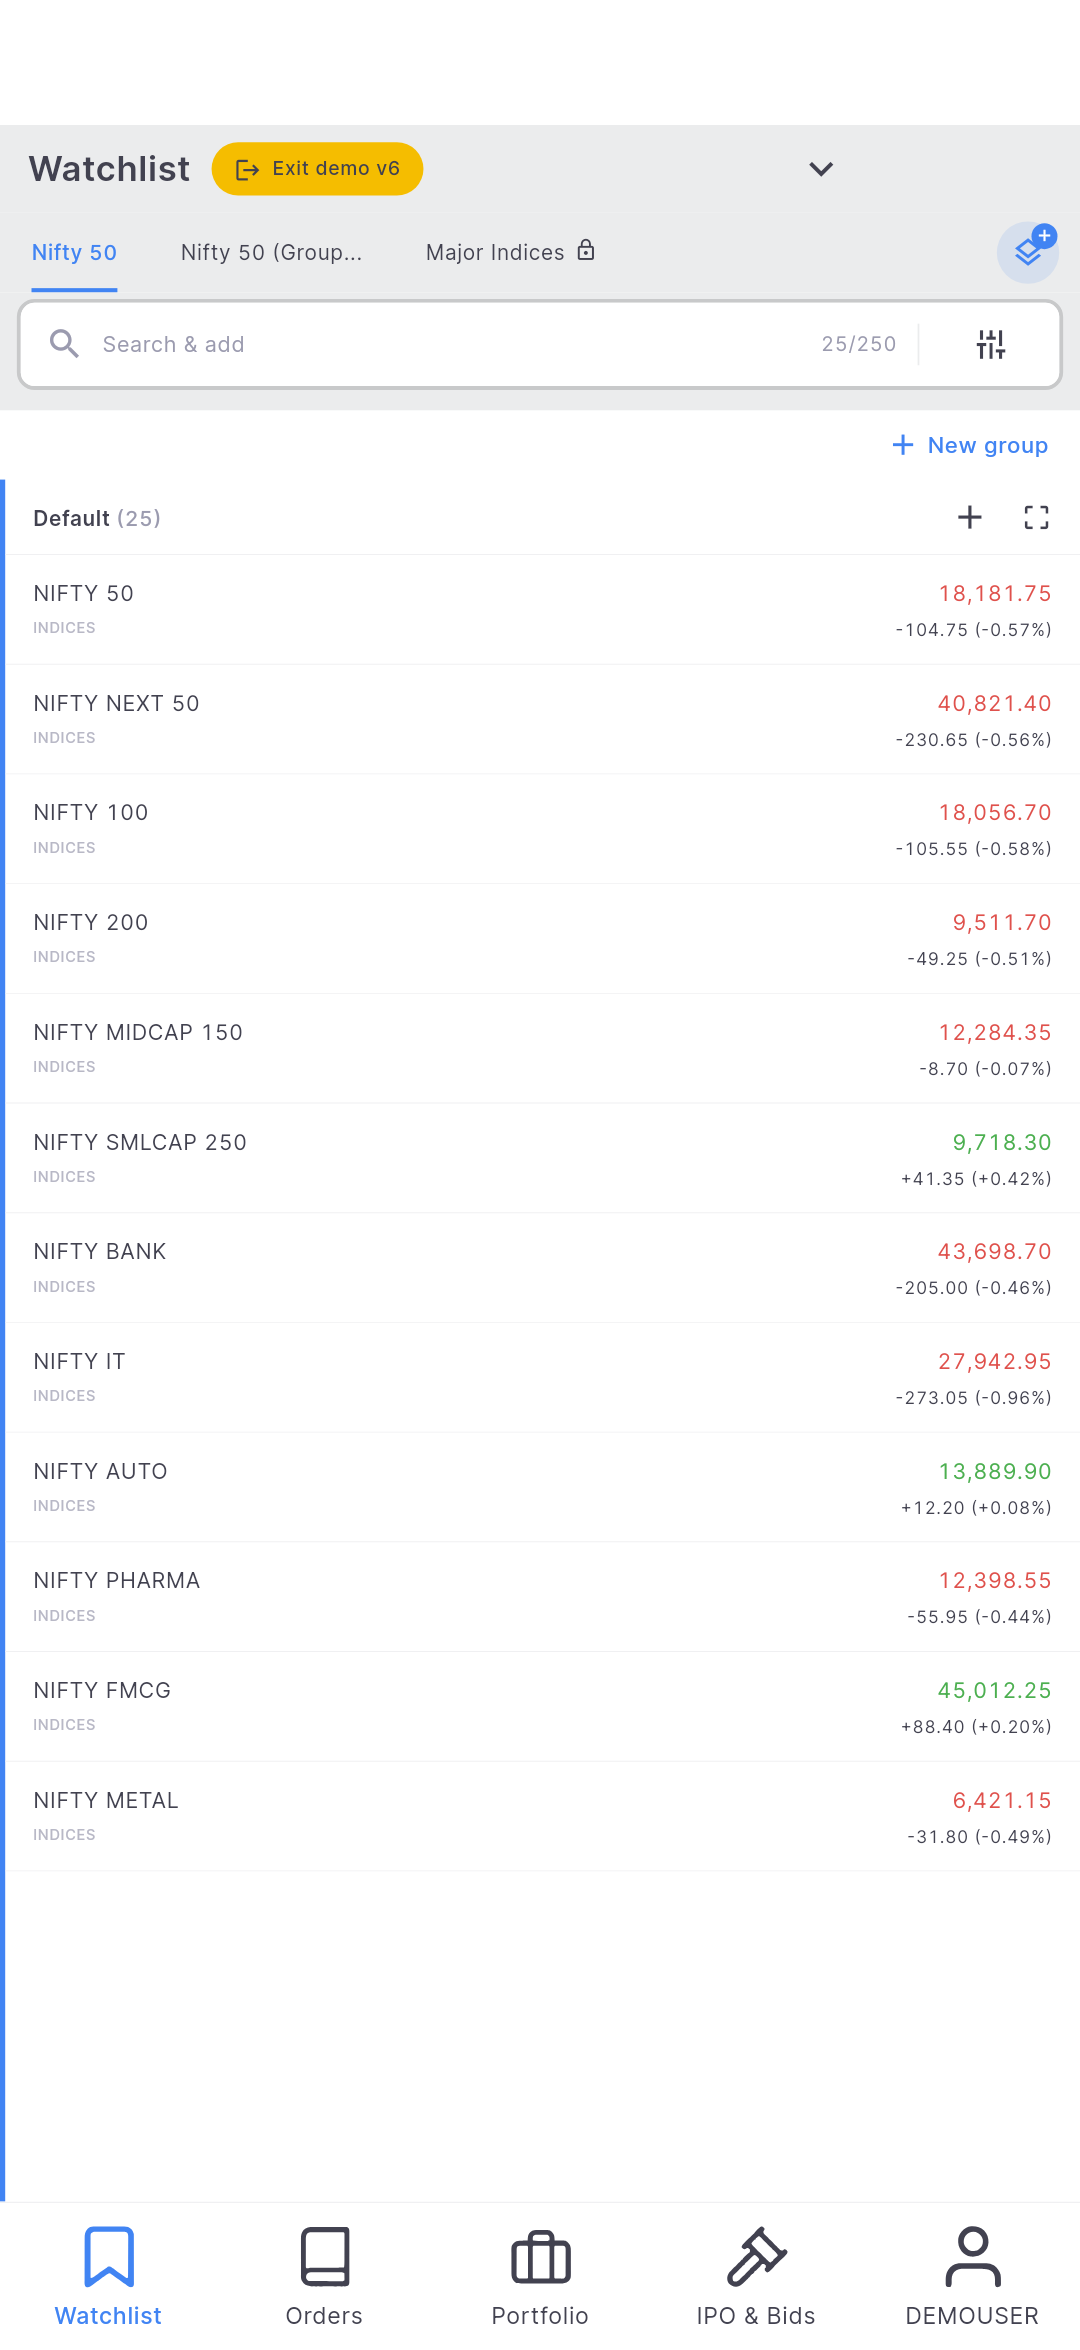 Watchlist
Exit demo v6
Nifty 50
Nifty 50 (Group...
Major Indices
Search & add
25/250
New group
Default (25)
NIFTY 50
18,181.75
INDICES
-104.75 (-0.57%)
NIFTY NEXT 50
40,821.40
INDICES
-230.65 (-0.56%)
NIFTY 100
18,056.70
INDICES
-105.55 (-0.58%)
NIFTY 200
9,511.70
INDICES
-49.25 (-0.51%)
NIFTY MIDCAP 150
12,284.35
INDICES
-8.70 (-0.07%)
NIFTY SMLCAP 250
9,718.30
INDICES
+41.35 (+0.42%)
NIFTY BANK
43,698.70
INDICES
-205.00 (-0.46%)
NIFTY IT
27,942.95
INDICES
-273.05 (-0.96%)
NIFTY AUTO
13,889.90
INDICES
+12.20 (+0.08%)
NIFTY PHARMA
12,398.55
INDICES
-55.95 (-0.44%)
NIFTY FMCG
45,012.25
INDICES
+88.40 (+0.20%)
NIFTY METAL
6,421.15
INDICES
-31.80 (-0.49%)
Watchlist
Orders
Portfolio
IPO & Bids
DEMOUSER